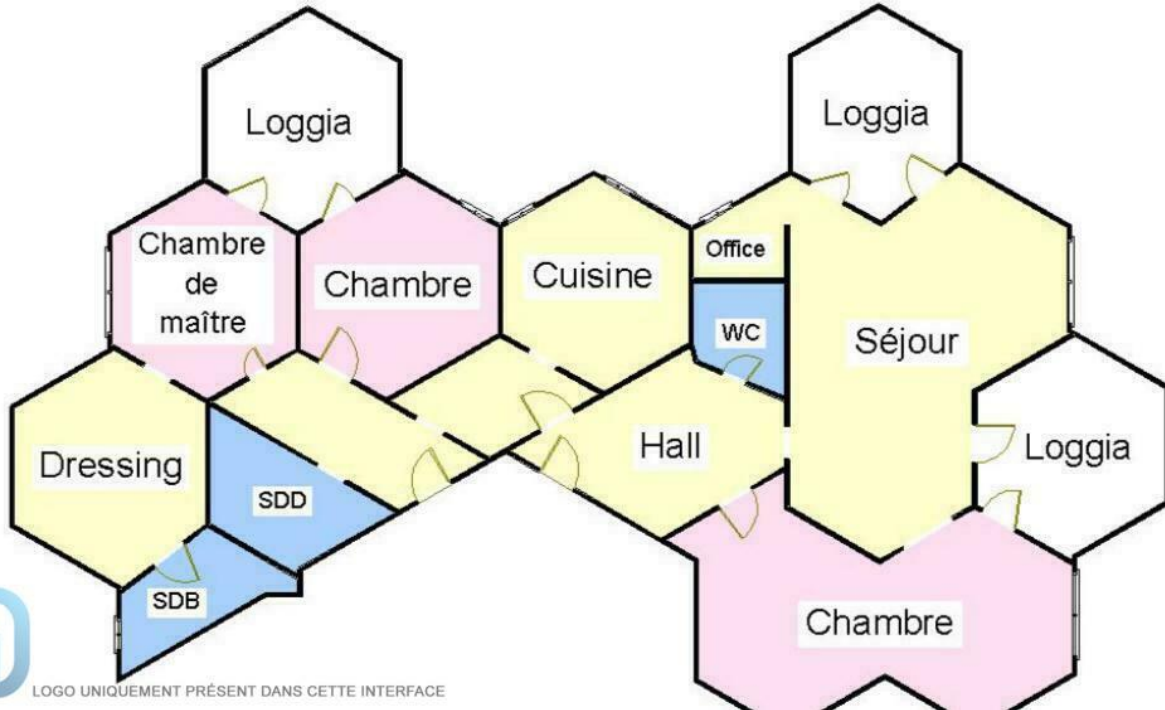 Loggia
Loggia
Chambre
de
maître
Chambre
Cuisine
Office
WC
Séjour
Hall
Loggia
Dressing
SDD
SDB
Chambre
LOGO UNIQUEMENT PRÉSENT DANS CETTE INTERFACE